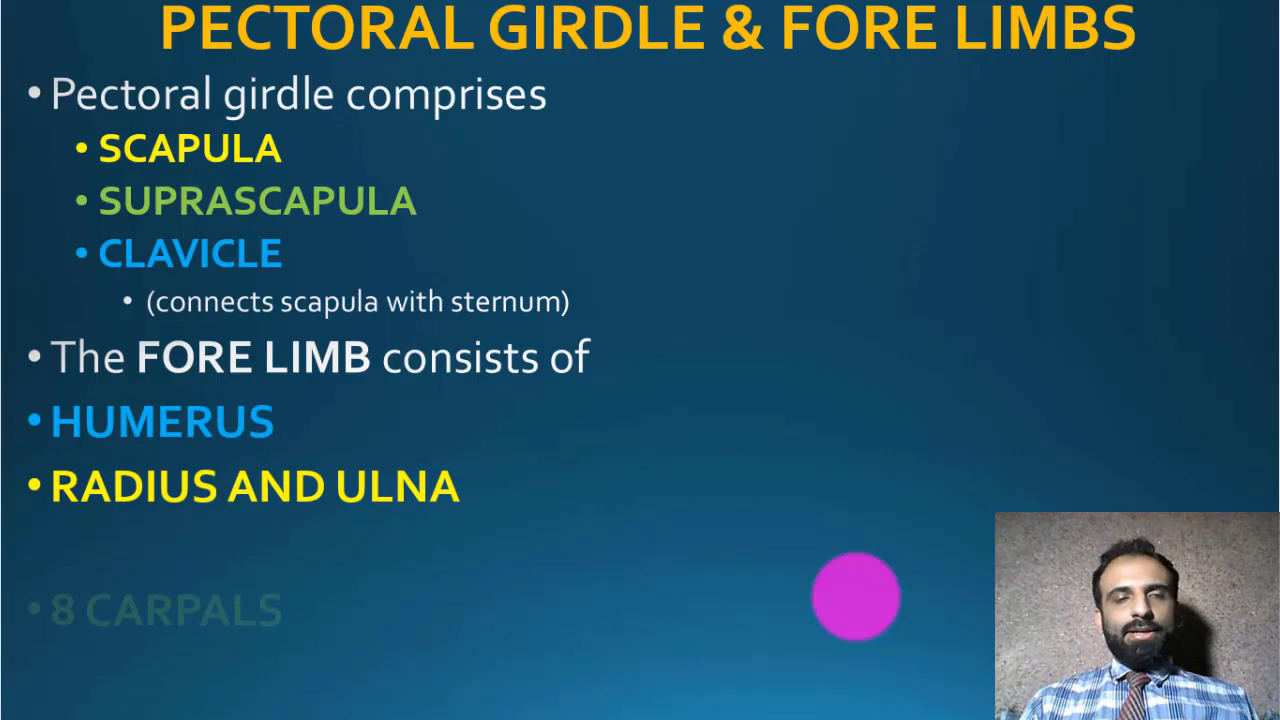 PECTORAL GIRDLE & FORE LIMBS
• Pectoral girdle comprises
• SCAPULA
• SUPRASCAPULA
• CLAVICLE
• (connects scapula with sternum)
• The FORE LIMB consists of
• HUMERUS
• RADIUS AND ULNA
• 8 CARPALS